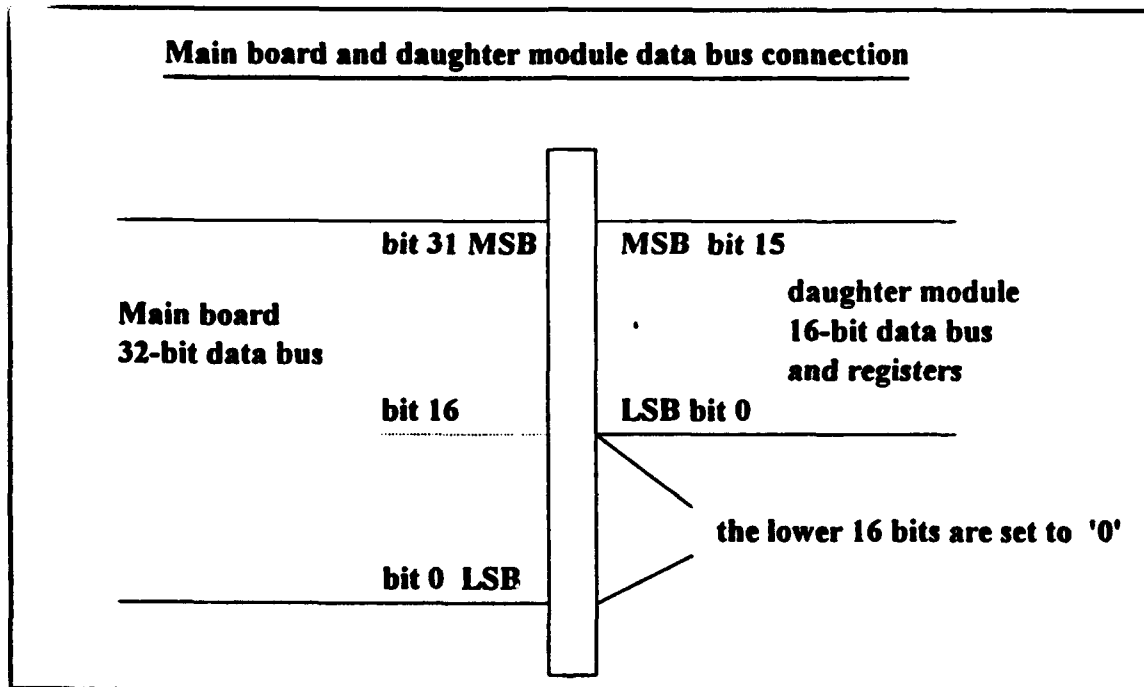 Main board and daughter module data bus connection
bit 31 MSB
MSB bit 15
Main board
32-bit data bus
daughter module
16-bit data bus
and registers
bit 16
LSB bit 0
the lower 16 bits are set to '0'
bit 0 LSB